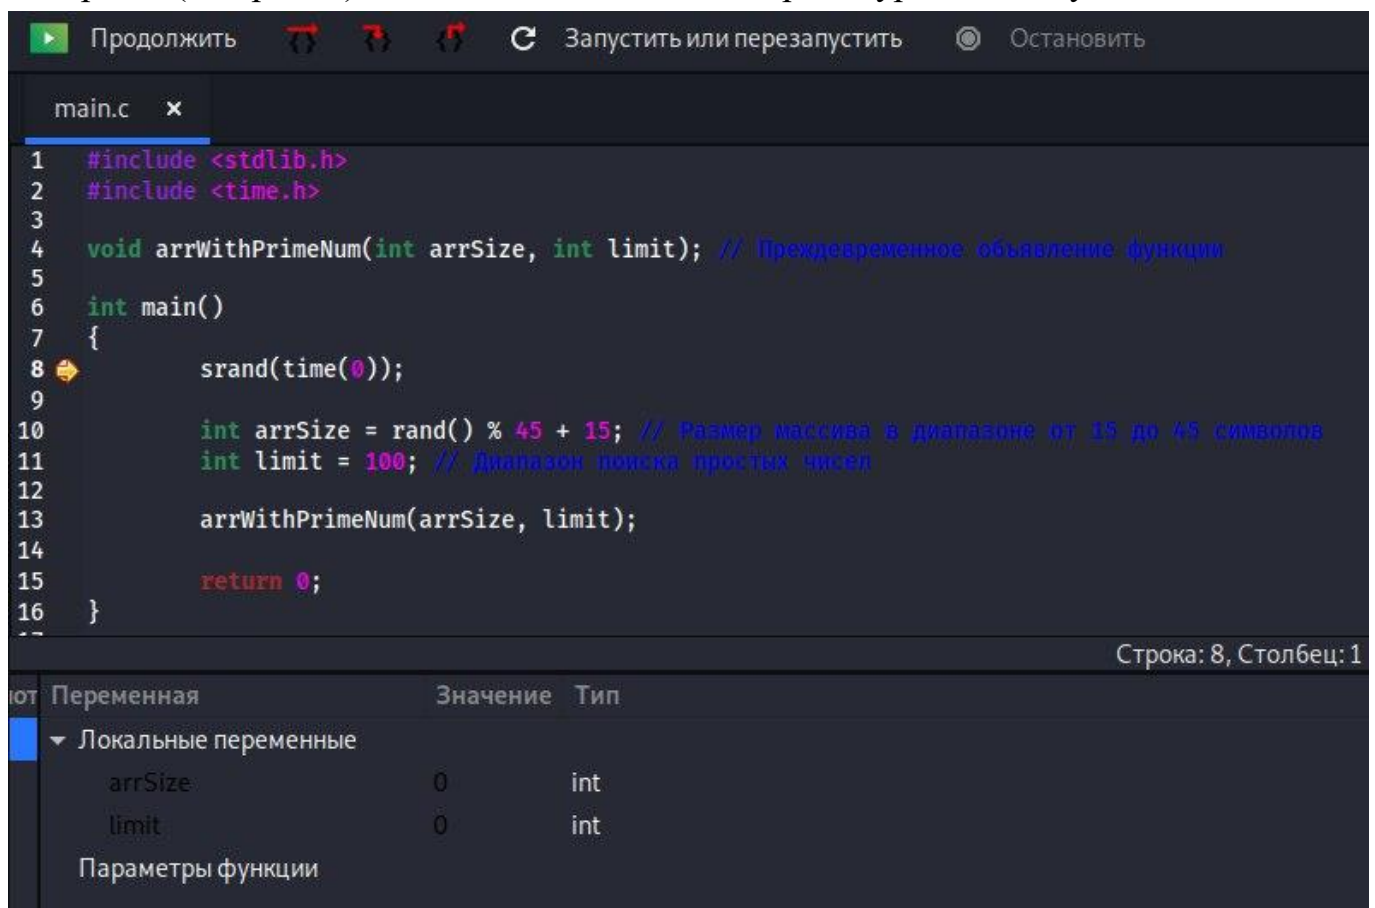 Продолжить Запустить или перезапустить Остановить
main.c ×
1 #include <stdlib.h>
2 #include <time.h>
3
4 void arrWithPrimeNum(int arrSize, int limit); // Преждевременное объявление функции
5
6 int main()
7 {
8 srand(time(0));
9
10 int arrSize = rand() % 45 + 15; // Размер массива в диапазоне от 15 до 45 символов
11 int limit = 100; // Диапазон поиска простых чисел
12
13 arrWithPrimeNum(arrSize, limit);
14
15 return 0;
16 }
Строка: 8, Столбец: 1
Переменная Значение Тип
Локальные переменные
arrSize 0 int
limit 0 int
Параметры функции